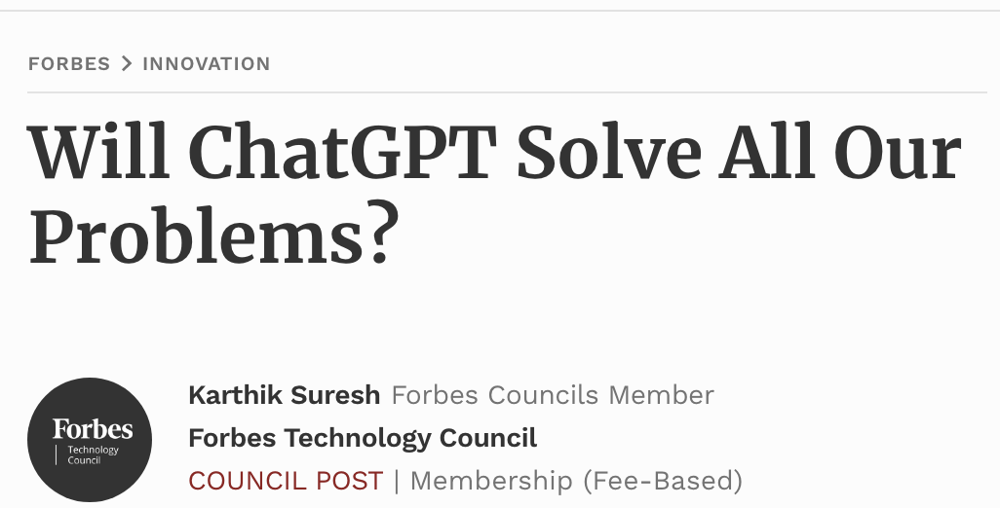 FORBES > INNOVATION
Will ChatGPT Solve All Our
Problems?
Karthik Suresh Forbes Councils Member
Forbes Technology Council
COUNCIL POST | Membership (Fee-Based)
Forbes
Technology
Council